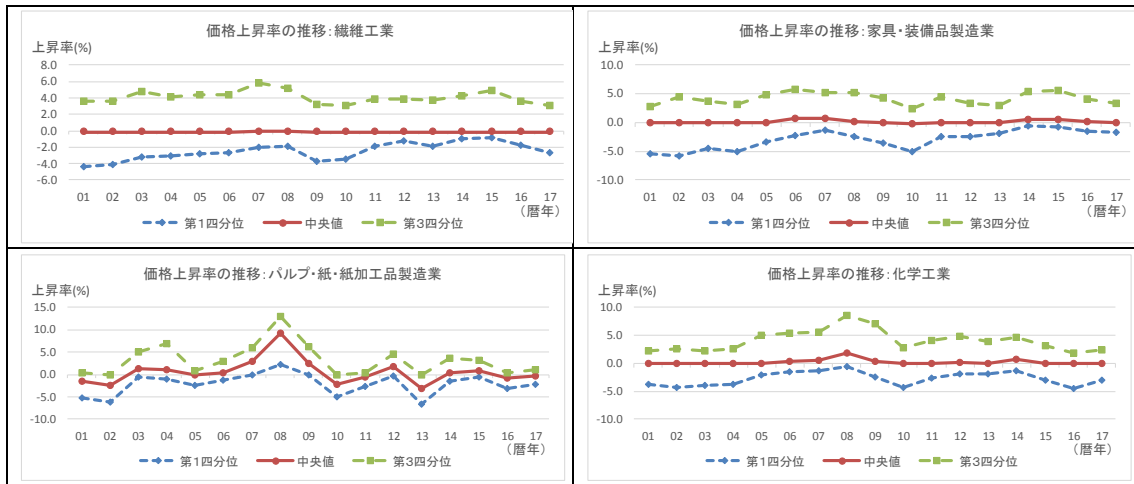 価格上昇率の推移:繊維工業
上昇率(%)
8.0
6.0
4.0
2.0
0.0
-2.0
-4.0
-6.0
01 02 03 04 05 06 07 08 09 10 11 12 13 14 15 16 17
(暦年)
第1四分位 中央値 第3四分位
価格上昇率の推移:家具・装備品製造業
上昇率(%)
10.0
5.0
0.0
-5.0
-10.0
01 02 03 04 05 06 07 08 09 10 11 12 13 14 15 16 17
(暦年)
第1四分位 中央値 第3四分位
価格上昇率の推移:パルプ・紙・紙加工品製造業
上昇率(%)
15.0
10.0
5.0
0.0
-5.0
-10.0
01 02 03 04 05 06 07 08 09 10 11 12 13 14 15 16 17
(暦年)
第1四分位 中央値 第3四分位
価格上昇率の推移:化学工業
上昇率(%)
10.0
5.0
0.0
-5.0
-10.0
01 02 03 04 05 06 07 08 09 10 11 12 13 14 15 16 17
(暦年)
第1四分位 中央値 第3四分位